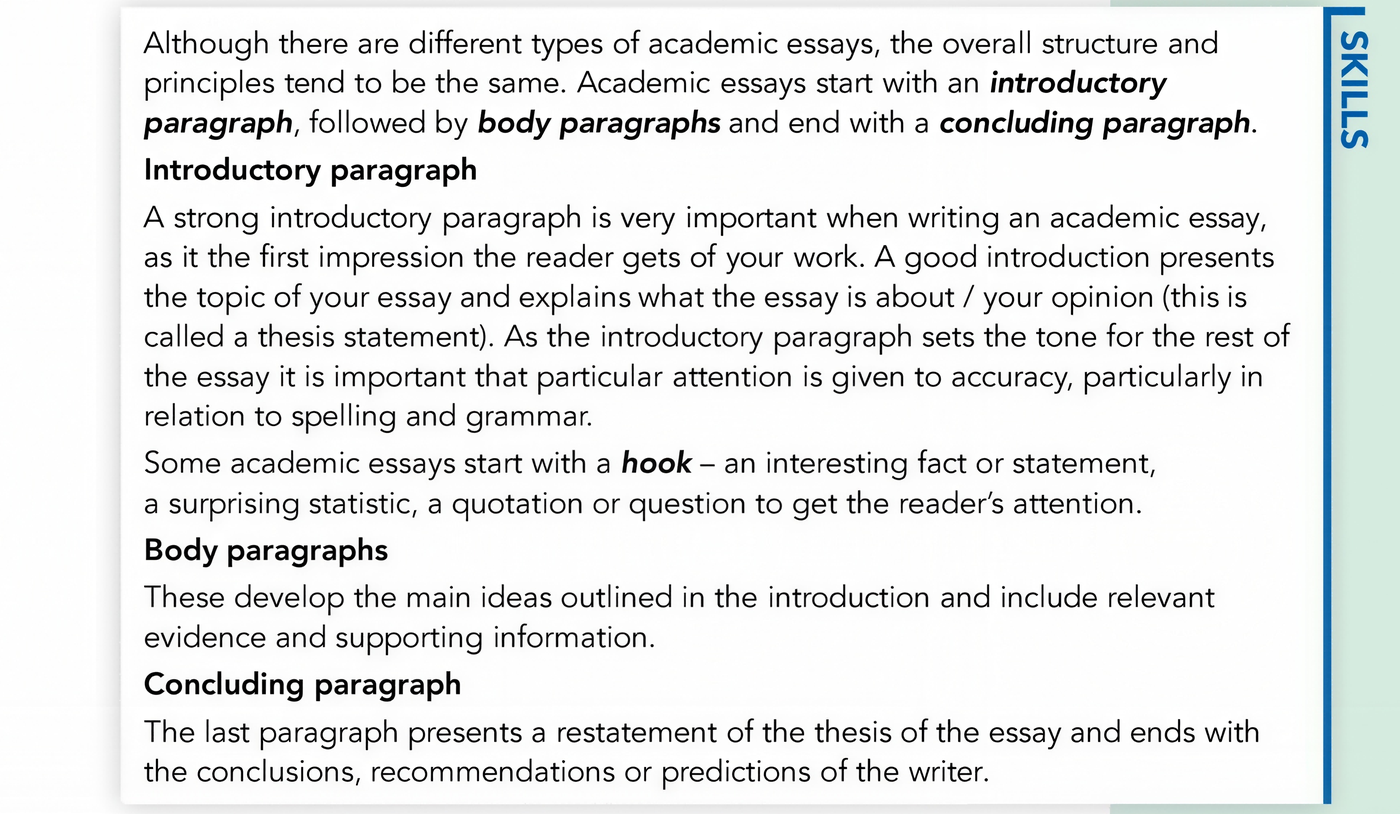 Although there are different types of academic essays, the overall structure and
principles tend to be the same. Academic essays start with an introductory
paragraph, followed by body paragraphs and end with a concluding paragraph.
Introductory paragraph
A strong introductory paragraph is very important when writing an academic essay,
as it the first impression the reader gets of your work. A good introduction presents
the topic of your essay and explains what the essay is about / your opinion (this is
called a thesis statement). As the introductory paragraph sets the tone for the rest of
the essay it is important that particular attention is given to accuracy, particularly in
relation to spelling and grammar.
Some academic essays start with a hook – an interesting fact or statement,
a surprising statistic, a quotation or question to get the reader’s attention.
Body paragraphs
These develop the main ideas outlined in the introduction and include relevant
evidence and supporting information.
Concluding paragraph
The last paragraph presents a restatement of the thesis of the essay and ends with
the conclusions, recommendations or predictions of the writer.
SKILLS